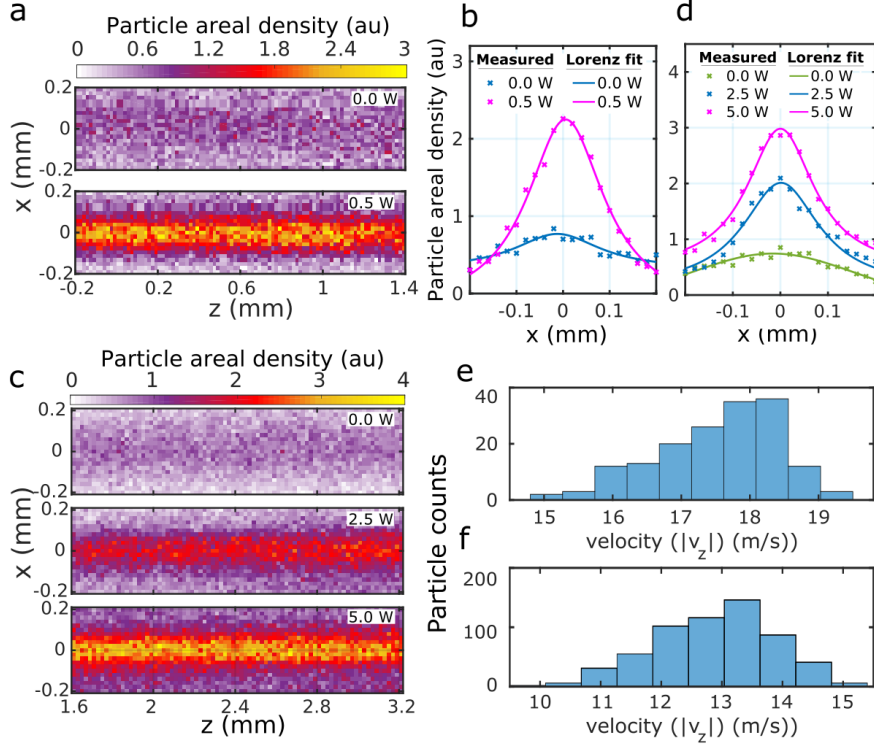 a
Particle areal density (au)
0 0.6 1.2 1.8 2.4 3
0.2
0.0 W
0
-0.2
0.2
0.5 W
0
-0.2
x (mm)
-0.2 0.2 0.6 1 1.4
z (mm)
b
Particle areal density (au)
3
2
1
0
Measured Lorenz fit
0.0 W 0.0 W
0.5 W 0.5 W
-0.1 0 0.1
x (mm)
d
4
3
2
1
0
Measured Lorenz fit
0.0 W 0.0 W
2.5 W 2.5 W
5.0 W 5.0 W
-0.1 0 0.1
x (mm)
c
Particle areal density (au)
0 1 2 3 4
0.2
0.0 W
0
-0.2
0.2
2.5 W
0
-0.2
0.2
5.0 W
0
-0.2
x (mm)
1.6 2 2.4 2.8 3.2
z (mm)
e
Particle counts
40
20
0
15 16 17 18 19
velocity (|v_z|) (m/s))
f
200
100
0
10 11 12 13 14 15
velocity (|v_z|) (m/s))